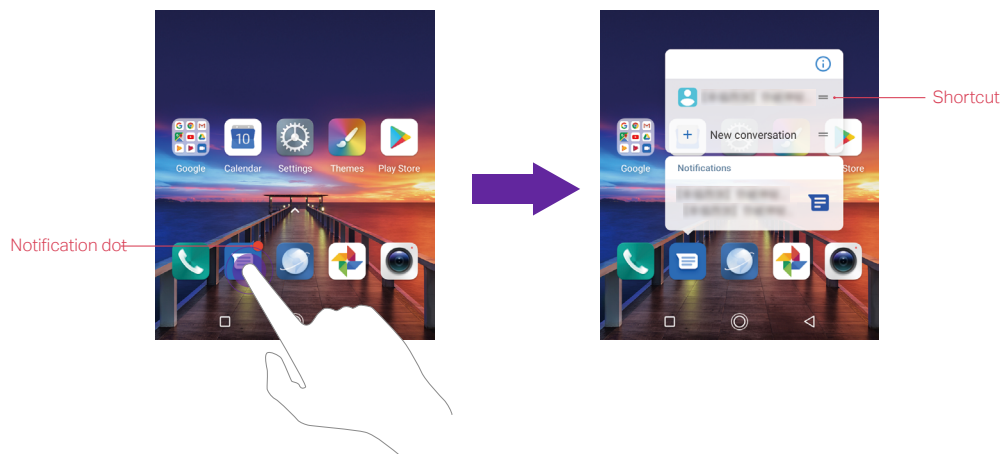 Shortcut
New conversation
10
Google
Calendar
Settings
Themes
Play Store
Google
Notifications
Store
Notification dot